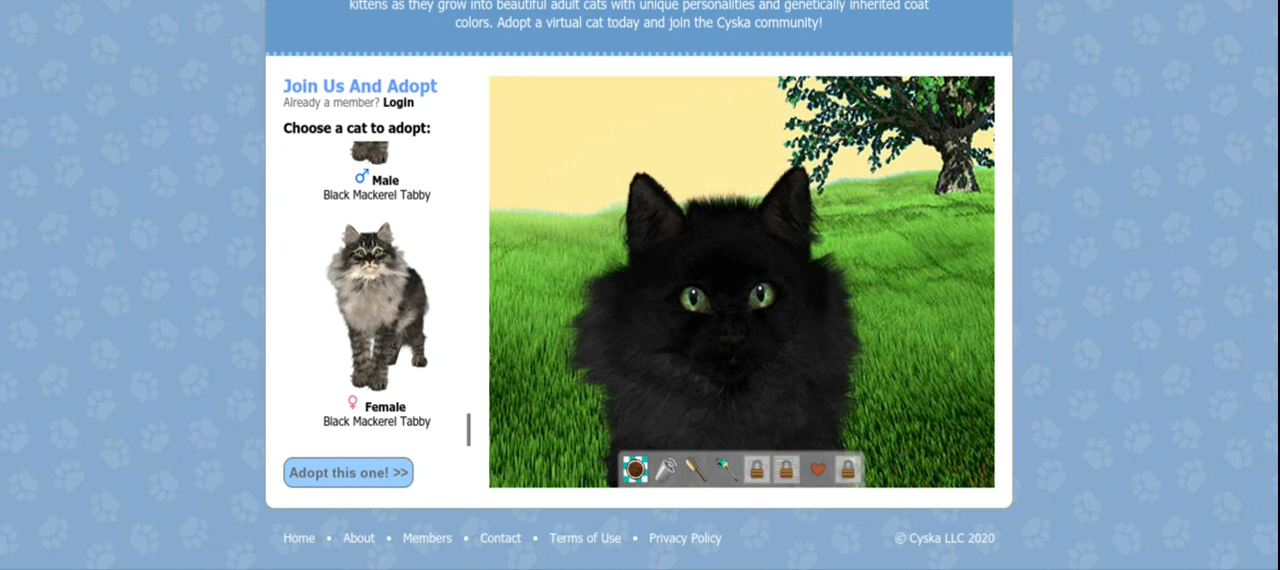 kittens as they grow into beautiful adult cats with unique personalities and genetically inherited coat
colors. Adopt a virtual cat today and join the Cyska community!
Join Us And Adopt
Already a member? Login
Choose a cat to adopt:
♂ Male
Black Mackerel Tabby
♀ Female
Black Mackerel Tabby
Adopt this one! >>
Home • About • Members • Contact • Terms of Use • Privacy Policy
© Cyska LLC 2020